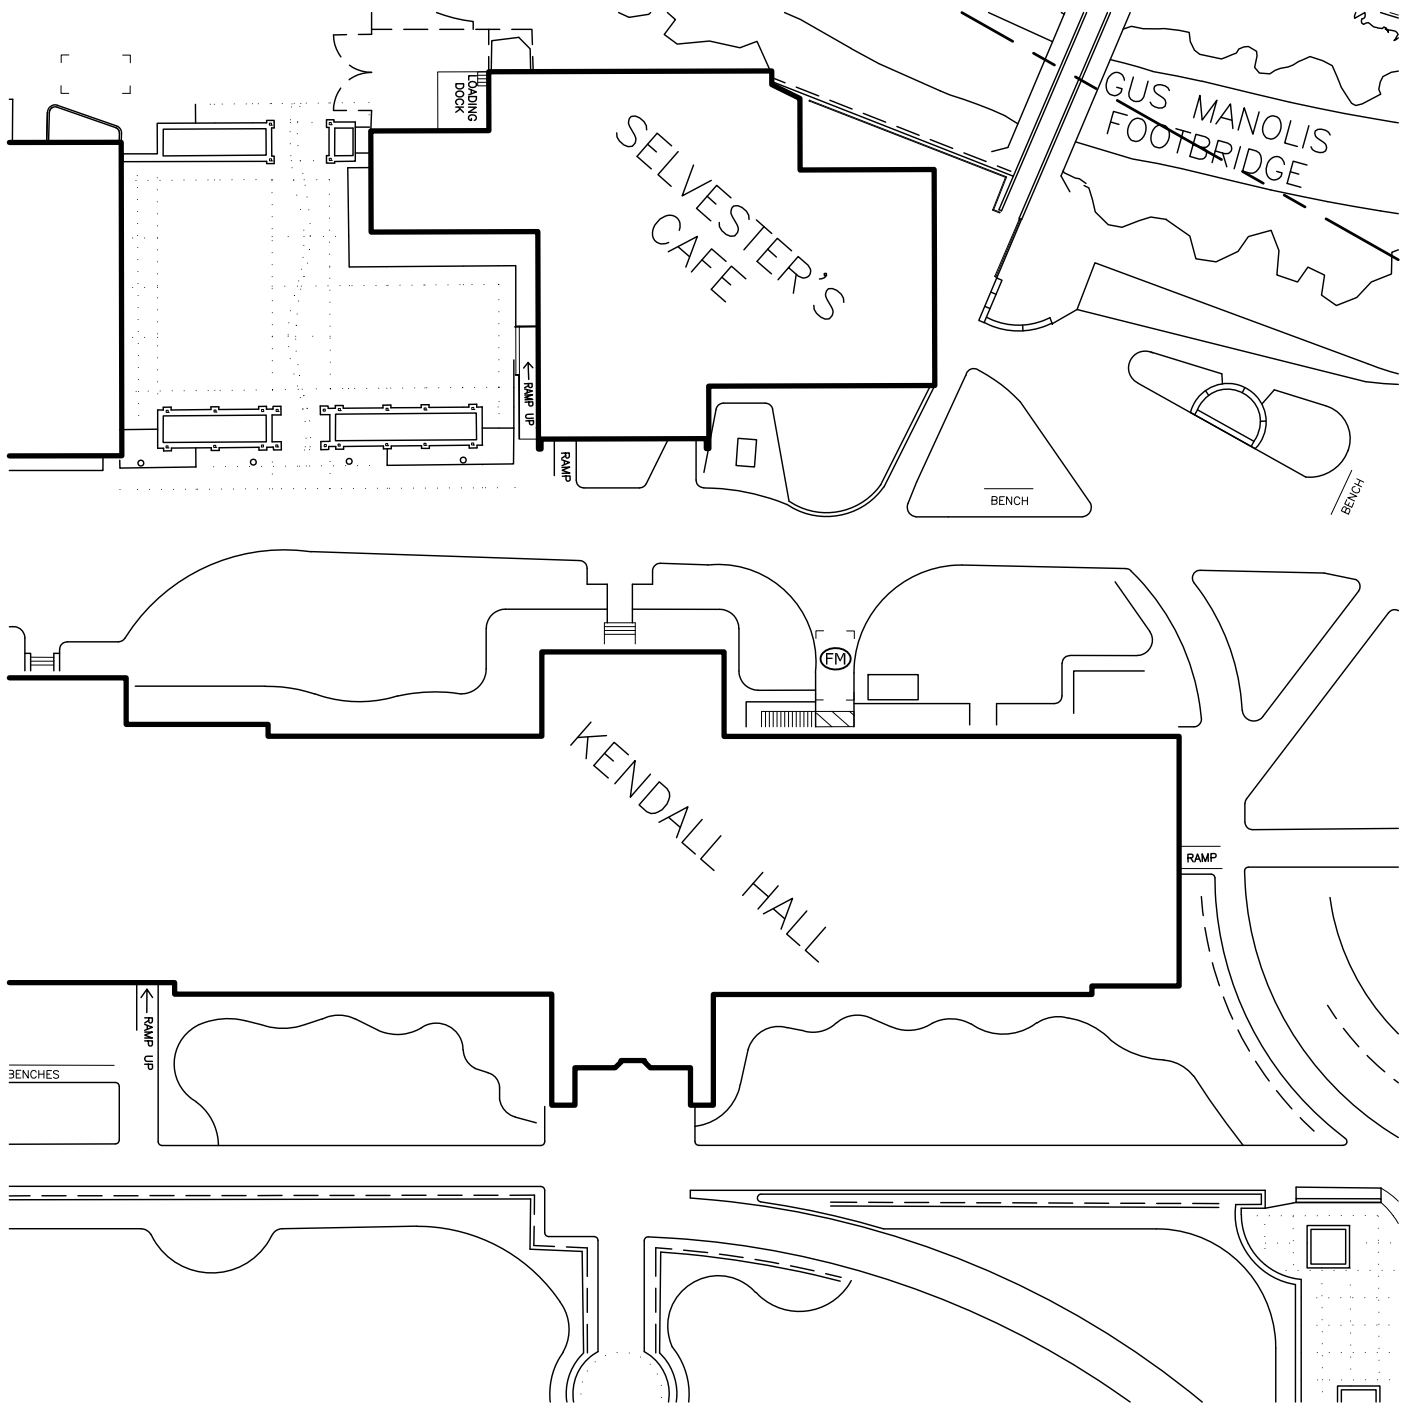 LOADING
DOCK
GUS MANOLIS
FOOTBRIDGE
SELVESTER'S
CAFE
RAMP UP
RAMP
BENCH
BENCH
FM
KENDALL HALL
RAMP
RAMP UP
BENCHES